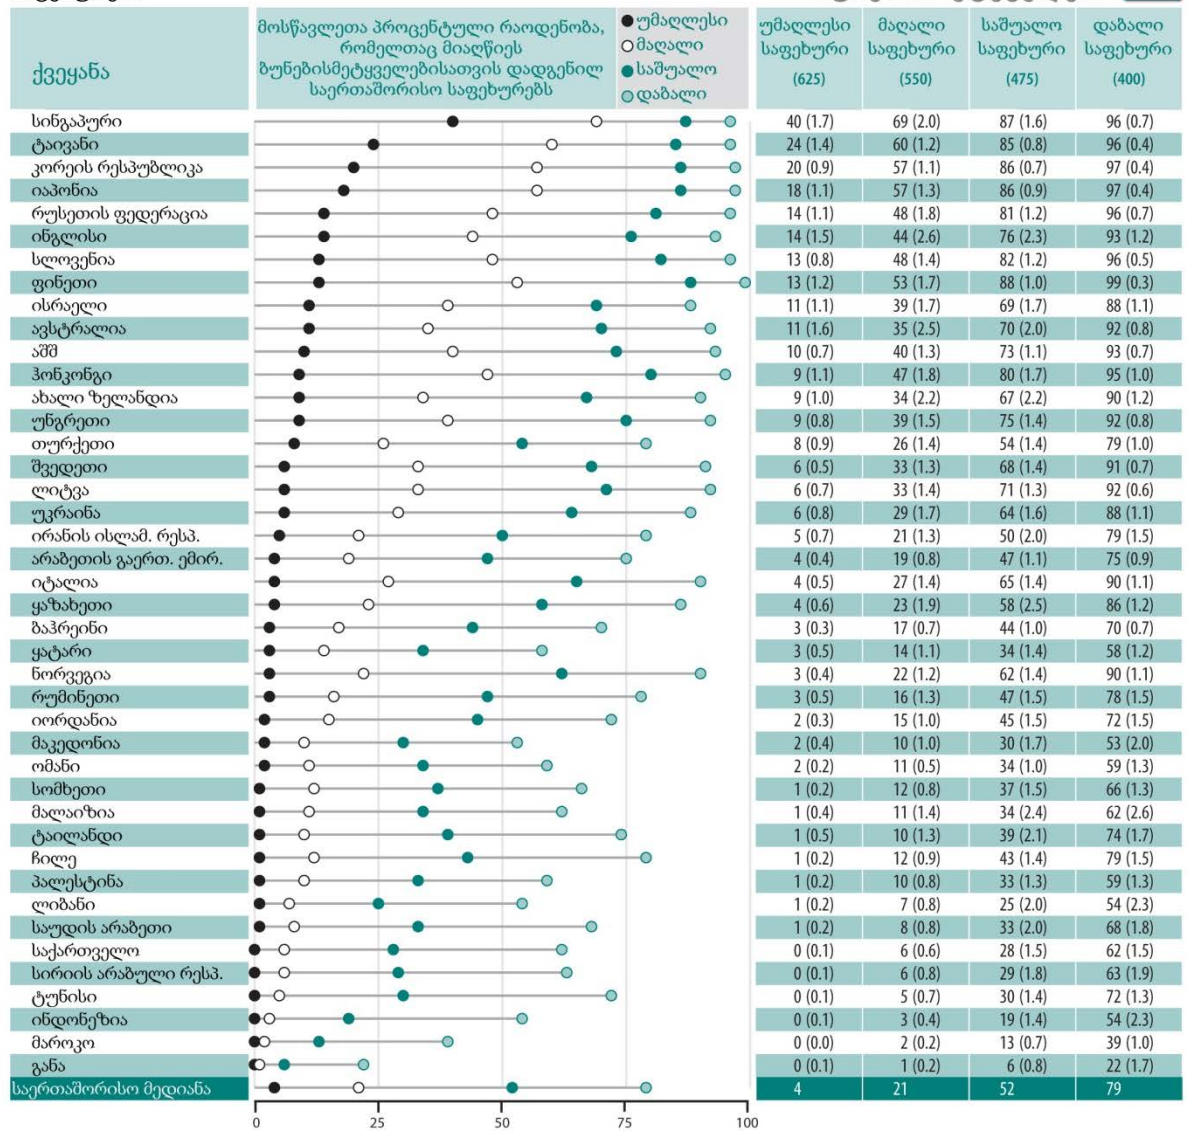 ქვეყანა
მოსწავლეთა პროცენტული რაოდენობა,
რომელთაც მიაღწიეს
ბუნებისმეტყველებისათვის დადგენილ
საერთაშორისო საფეხურებს
უმაღლესი
მაღალი
საშუალო
დაბალი
უმაღლესი საფეხური (625)
მაღალი საფეხური (550)
საშუალო საფეხური (475)
დაბალი საფეხური (400)
სინგაპური 40 (1.7) 69 (2.0) 87 (1.6) 96 (0.7)
ტაივანი 24 (1.4) 60 (1.2) 85 (0.8) 96 (0.4)
კორეის რესპუბლიკა 20 (0.9) 57 (1.1) 86 (0.7) 97 (0.4)
იაპონია 18 (1.1) 57 (1.3) 86 (0.9) 97 (0.4)
რუსეთის ფედერაცია 14 (1.1) 48 (1.8) 81 (1.2) 96 (0.7)
ინგლისი 14 (1.5) 44 (2.6) 76 (2.3) 93 (1.2)
სლოვენია 13 (0.8) 48 (1.4) 82 (1.2) 96 (0.5)
ფინეთი 13 (1.2) 53 (1.7) 88 (1.0) 99 (0.3)
ისრაელი 11 (1.1) 39 (1.7) 69 (1.7) 88 (1.1)
ავსტრალია 11 (1.6) 35 (2.5) 70 (2.0) 92 (0.8)
აშშ 10 (0.7) 40 (1.3) 73 (1.1) 93 (0.7)
ჰონკონგი 9 (1.1) 47 (1.8) 80 (1.7) 95 (1.0)
ახალი ზელანდია 9 (1.0) 34 (2.2) 67 (2.2) 90 (1.2)
უნგრეთი 9 (0.8) 39 (1.5) 75 (1.4) 92 (0.8)
თურქეთი 8 (0.9) 26 (1.4) 54 (1.4) 79 (1.0)
შვედეთი 6 (0.5) 33 (1.3) 68 (1.4) 91 (0.7)
ლიტვა 6 (0.7) 33 (1.4) 71 (1.3) 92 (0.6)
უკრაინა 6 (0.8) 29 (1.7) 64 (1.6) 88 (1.1)
ირანის ისლამ. რესპ. 5 (0.7) 21 (1.3) 50 (2.0) 79 (1.5)
არაბეთის გაერთ. ემირ. 4 (0.4) 19 (0.8) 47 (1.1) 75 (0.9)
იტალია 4 (0.5) 27 (1.4) 65 (1.4) 90 (1.1)
ყაზახეთი 4 (0.6) 23 (1.9) 58 (2.5) 86 (1.2)
ბაჰრეინი 3 (0.3) 17 (0.7) 44 (1.0) 70 (0.7)
ყატარი 3 (0.5) 14 (1.1) 34 (1.4) 58 (1.2)
ნორვეგია 3 (0.4) 22 (1.2) 62 (1.4) 90 (1.1)
რუმინეთი 3 (0.5) 16 (1.3) 47 (1.5) 78 (1.5)
იორდანია 2 (0.3) 15 (1.0) 45 (1.5) 72 (1.5)
მაკედონია 2 (0.4) 10 (1.0) 30 (1.7) 53 (2.0)
ომანი 2 (0.2) 11 (0.5) 34 (1.0) 59 (1.3)
სომხეთი 1 (0.2) 12 (0.8) 37 (1.5) 66 (1.3)
მალაიზია 1 (0.4) 11 (1.4) 34 (2.4) 62 (2.6)
ტაილანდი 1 (0.5) 10 (1.3) 39 (2.1) 74 (1.7)
ჩილე 1 (0.2) 12 (0.9) 43 (1.4) 79 (1.5)
პალესტინა 1 (0.2) 10 (0.8) 33 (1.3) 59 (1.3)
ლიბანი 1 (0.2) 7 (0.8) 25 (2.0) 54 (2.3)
საუდის არაბეთი 1 (0.2) 8 (0.8) 33 (2.0) 68 (1.8)
საქართველო 0 (0.1) 6 (0.6) 28 (1.5) 62 (1.5)
სირიის არაბული რესპ. 0 (0.1) 6 (0.8) 29 (1.8) 63 (1.9)
ტუნისი 0 (0.1) 5 (0.7) 30 (1.4) 72 (1.3)
ინდონეზია 0 (0.1) 3 (0.4) 19 (1.4) 54 (2.3)
მაროკო 0 (0.0) 2 (0.2) 13 (0.7) 39 (1.0)
განა 0 (0.1) 1 (0.2) 6 (0.8) 22 (1.7)
საერთაშორისო მედიანა 4 21 52 79
0 25 50 75 100